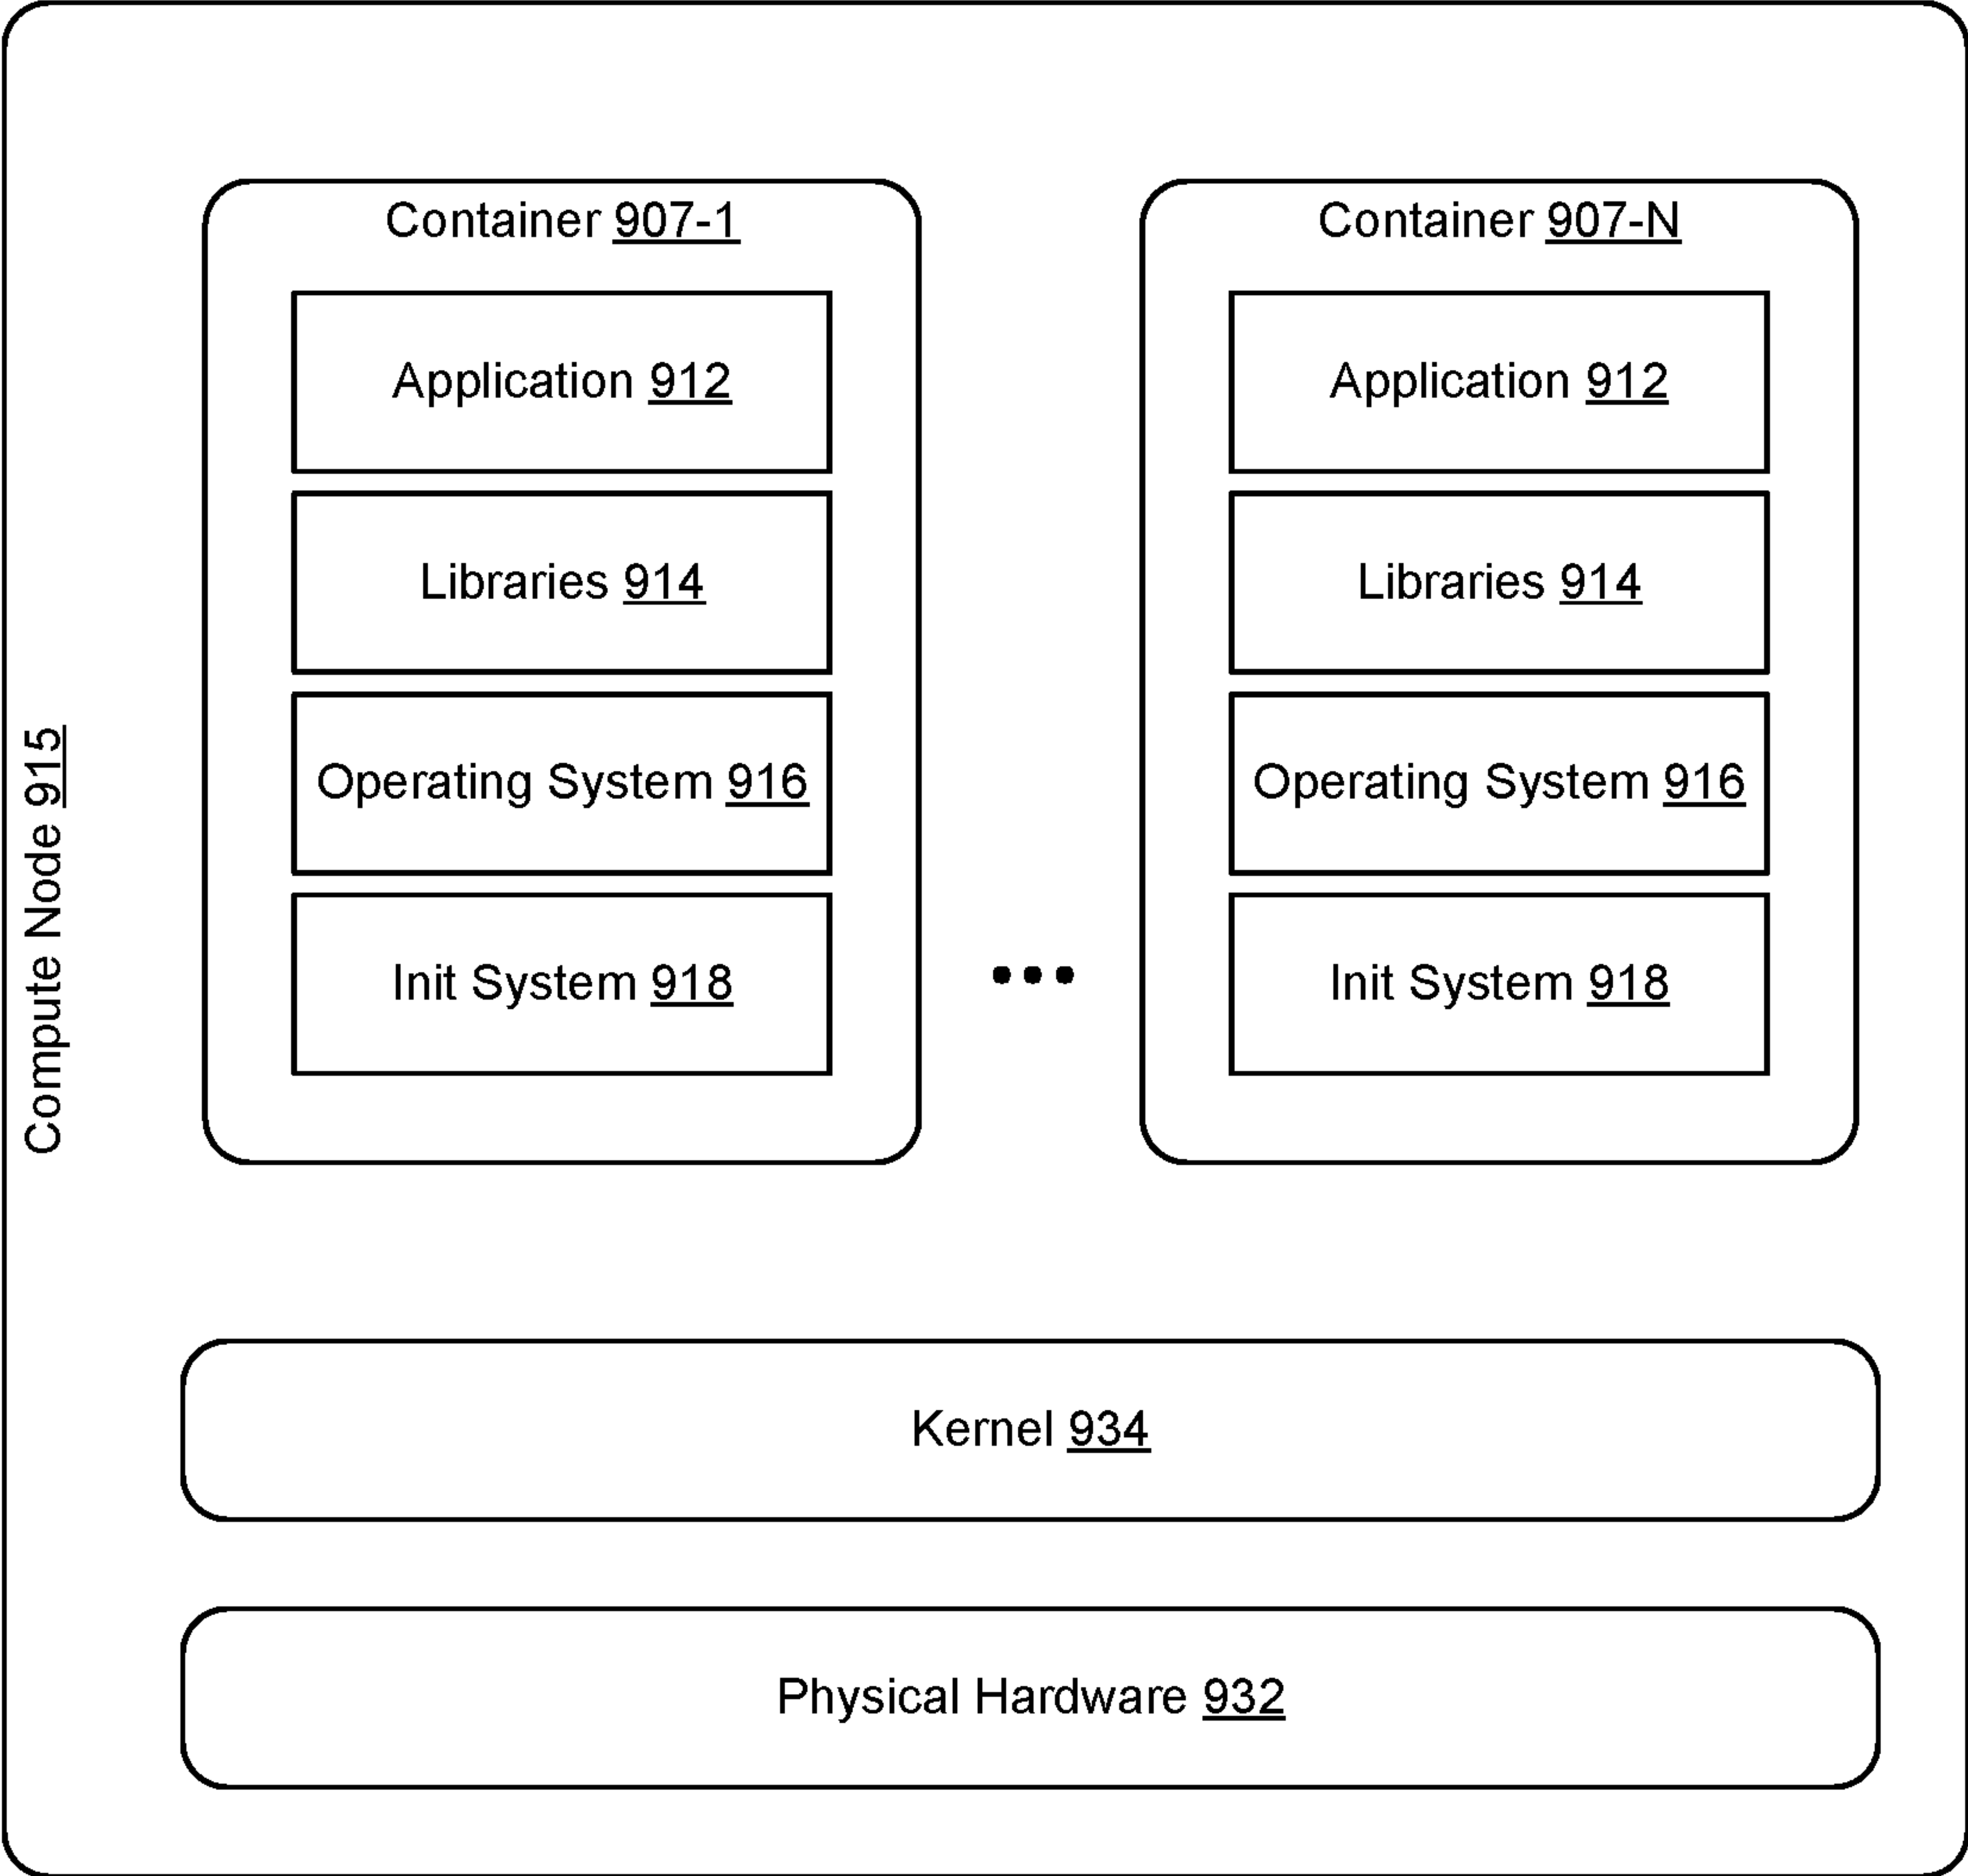 Compute Node 915
Container 907-1
Application 912
Libraries 914
Operating System 916
Init System 918
Container 907-N
Application 912
Libraries 914
Operating System 916
Init System 918
Kernel 934
Physical Hardware 932